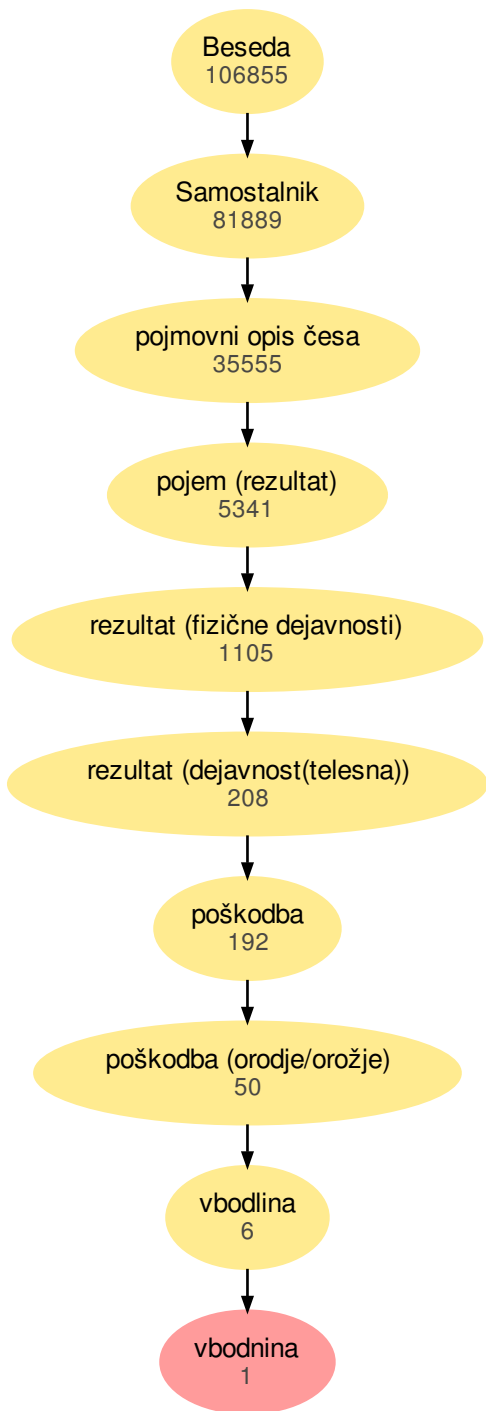 Beseda
106855
Samostalnik
81889
pojmovni opis česa
35555
pojem (rezultat)
5341
rezultat (fizične dejavnosti)
1105
rezultat (dejavnost(telesna))
208
poškodba
192
poškodba (orodje/orožje)
50
vbodlina
6
vbodnina
1